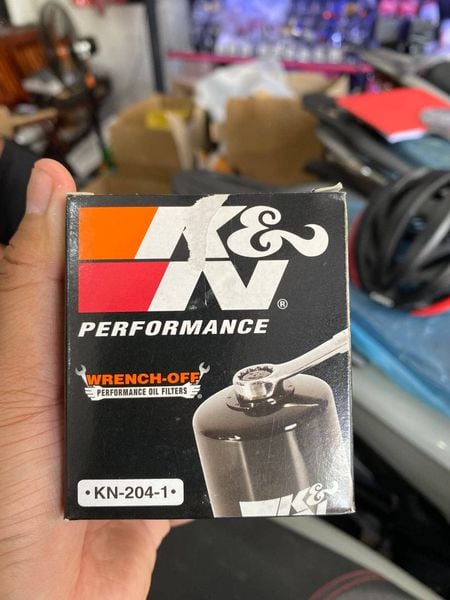 K&N®
PERFORMANCE
WRENCH-OFF
PERFORMANCE OIL FILTERS®
• KN-204-1 •
K&N